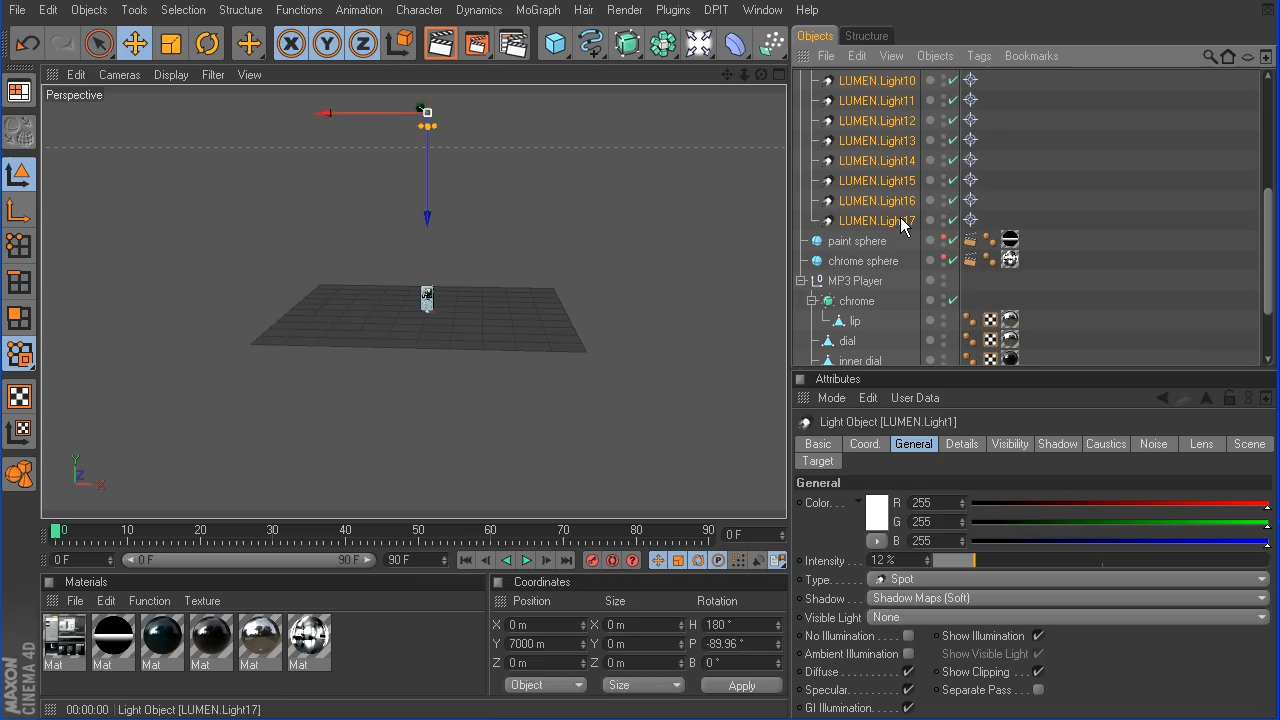 File Edit Objects Tools Selection Structure Functions Animation Character Dynamics MoGraph Hair Render Plugins DPIT Window Help
Objects Structure
File Edit View Objects Tags Bookmarks
Edit Cameras Display Filter View
Perspective
LUMEN.Light10
LUMEN.Light11
LUMEN.Light12
LUMEN.Light13
LUMEN.Light14
LUMEN.Light15
LUMEN.Light16
LUMEN.Light17
paint sphere
chrome sphere
MP3 Player
chrome
lip
dial
inner dial
Y
Z
X
Attributes
Mode Edit User Data
Light Object [LUMEN.Light1]
Basic Coord. General Details Visibility Shadow Caustics Noise Lens Scene
Target
General
Color. . . R 255
G 255
B 255
Intensity 12 %
Type. . . . Spot
Shadow . . . Shadow Maps (Soft)
Visible Light None
No Illumination . . . . Show Illumination
Ambient Illumination Show Visible Light
Diffuse . . . . . . . . . . . Show Clipping
Specular. . . . . . . . . . Separate Pass
GI Illumination. . . . .
0 10 20 30 40 50 60 70 80 90 0 F
0 F 0 F 90 F 90 F
Materials
File Edit Function Texture
Mat Mat Mat Mat Mat Mat
Coordinates
Position Size Rotation
X 0 m X 0 m H 180 °
Y 7000 m Y 0 m P -89.96 °
Z 0 m Z 0 m B 0 °
Object Size Apply
MAXON
CINEMA 4D
00:00:00 Light Object [LUMEN.Light17]